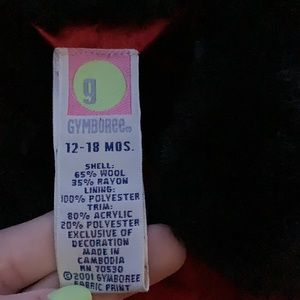 g
GYMBOREE®
12-18 MOS.
SHELL:
65% WOOL
35% RAYON
LINING:
100% POLYESTER
TRIM:
80% ACRYLIC
20% POLYESTER
EXCLUSIVE OF
DECORATION
MADE IN
CAMBODIA
RN 70530
©2001 GYMBOREE
FABRIC PRINT